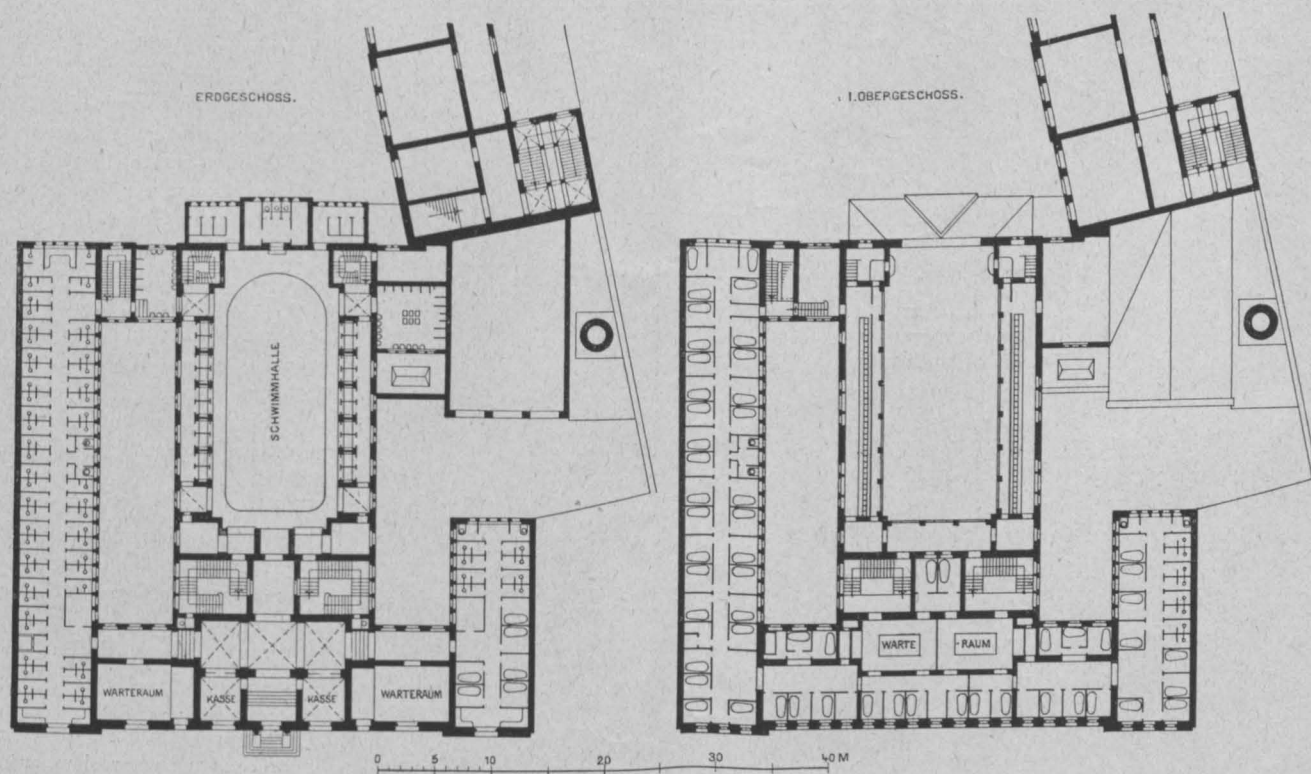 ERDGESCHOSS.
I. OBERGESCHOSS.
SCHWIMMHALLE
WARTERAUM
KASSE
KASSE
WARTERAUM
WARTE
-RAUM
0 5 10 20 30 40 M